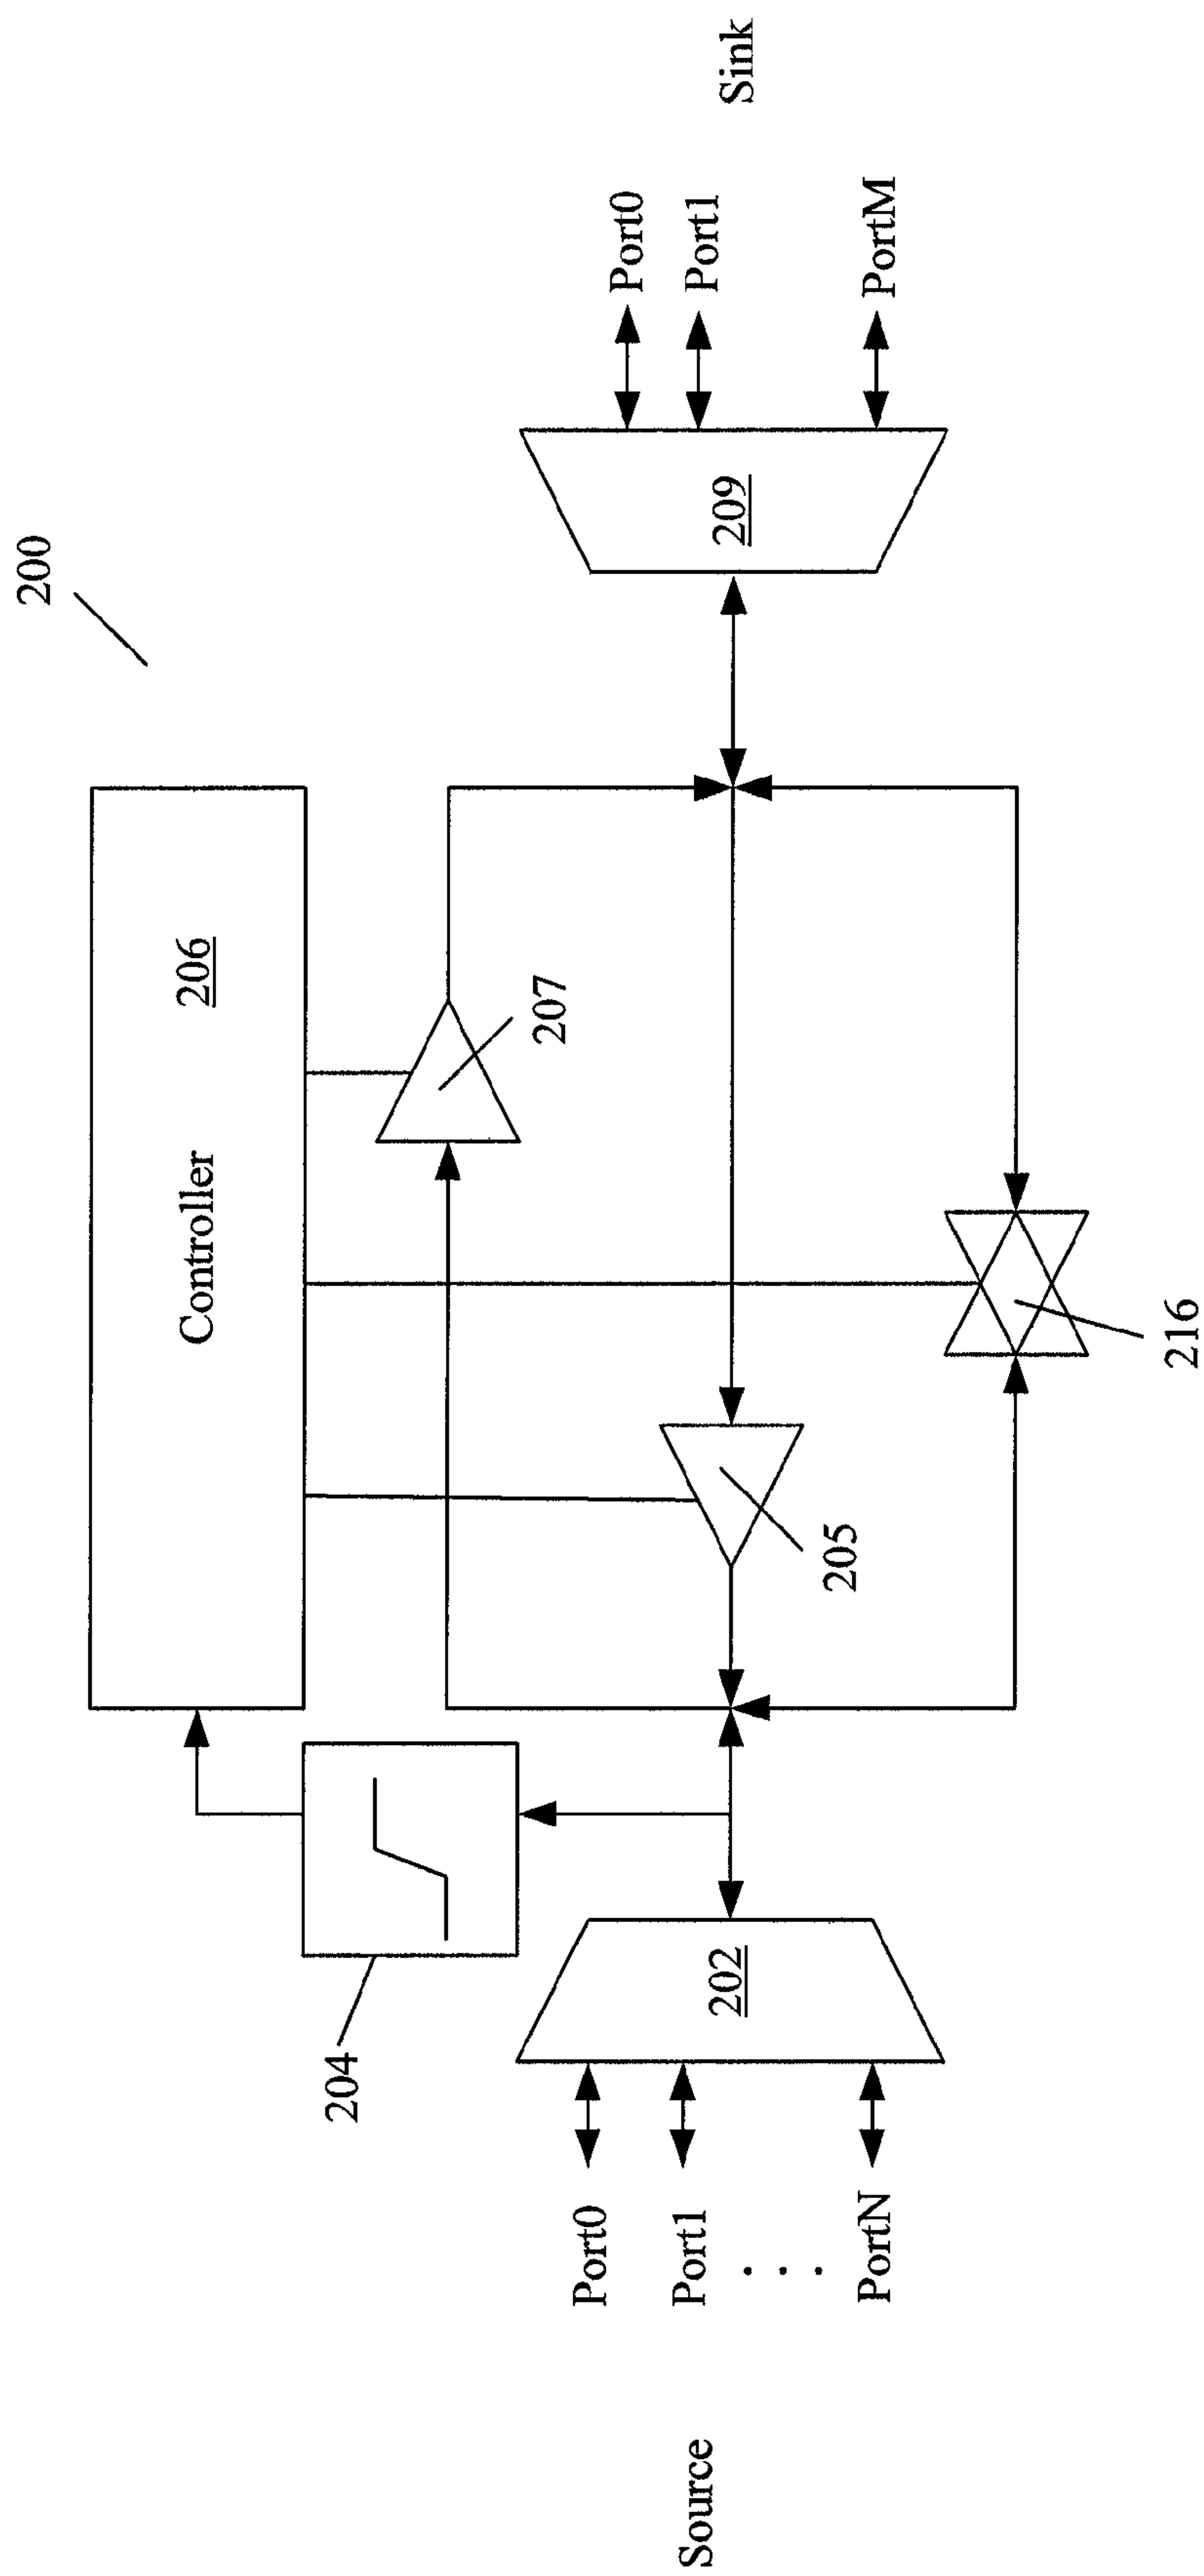 200
Controller 206
204
207
Source
Port0
Port1
. . .
PortN
202
205
216
209
Port0
Port1
PortM
Sink